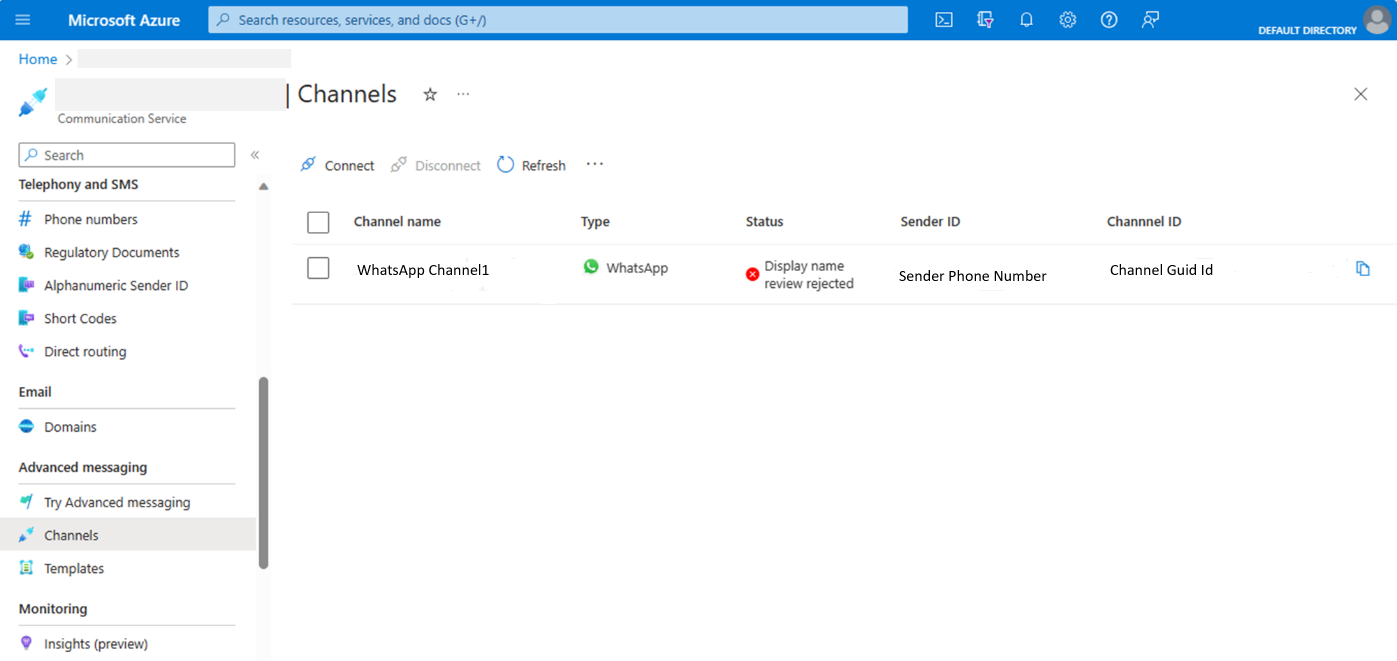 Microsoft Azure
Search resources, services, and docs (G+/)
DEFAULT DIRECTORY
Home >
| Channels
Communication Service
Search
«
Connect
Disconnect
Refresh
Telephony and SMS
Phone numbers
Regulatory Documents
Alphanumeric Sender ID
Short Codes
Direct routing
Email
Domains
Advanced messaging
Try Advanced messaging
Channels
Templates
Monitoring
Insights (preview)
Channel name Type Status Sender ID Channnel ID
WhatsApp Channel1 WhatsApp Display name review rejected Sender Phone Number Channel Guid Id